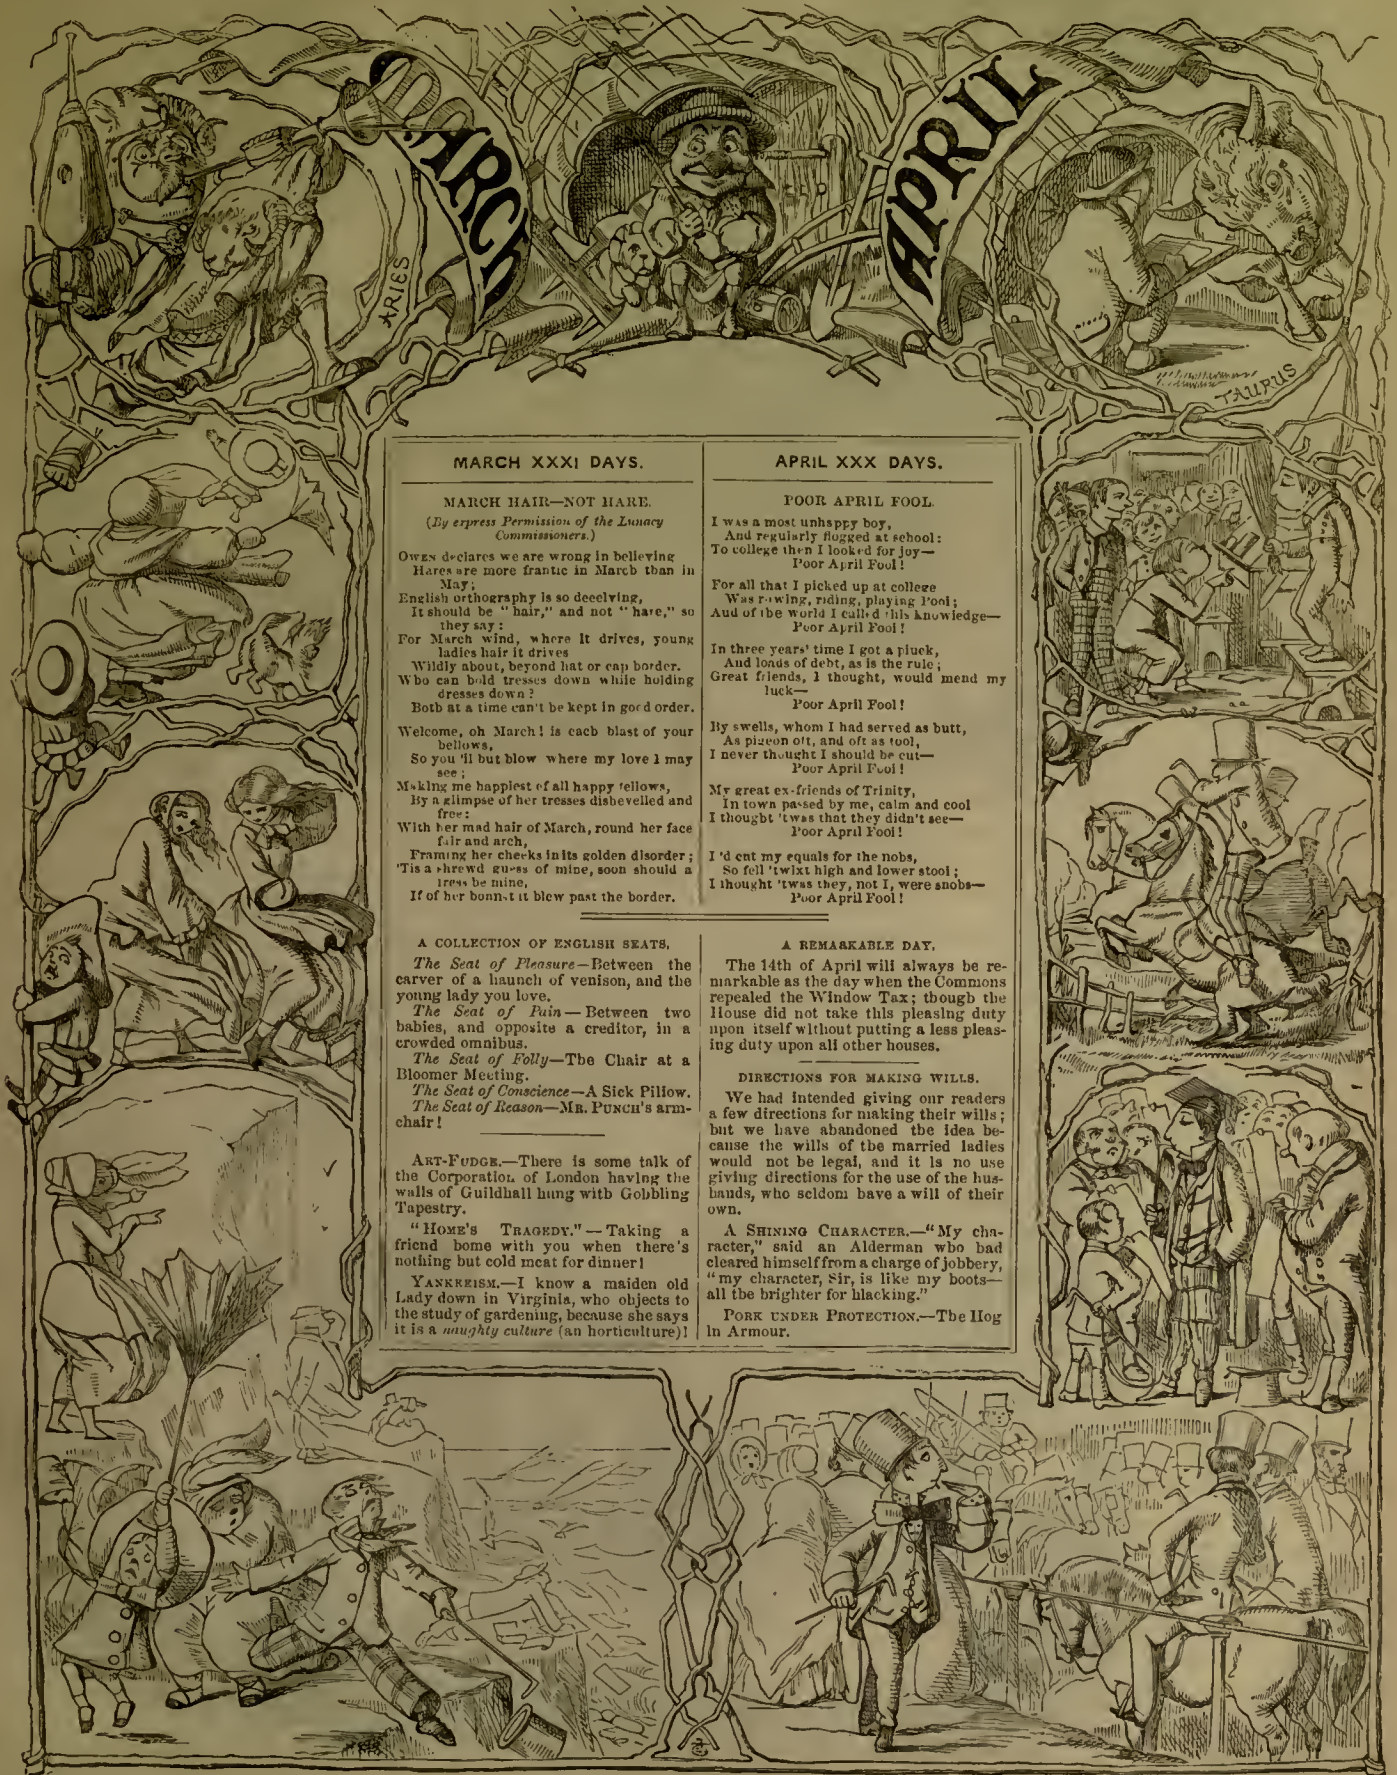 MARCH
APRIL
ARIES
TAURUS
MARCH XXXI DAYS.
MARCH HAIR—NOT HARE.
(By express Permission of the Lunacy
Commissioners.)
OWEN declares we are wrong in believing
Hares are more frantic in March than in
May;
English orthography is so deceiving,
It should be "hair," and not "hare," so
they say:
For March wind, where it drives, young
ladies hair it drives
Wildly about, beyond hat or cap border.
Who can hold tresses down while holding
dresses down?
Both at a time can't be kept in good order.
Welcome, oh March! is each blast of your
bellows,
So you 'll but blow where my love I may
see;
Making me happiest of all happy fellows,
By a glimpse of her tresses dishevelled and
free:
With her mad hair of March, round her face
fair and arch,
Framing her cheeks in its golden disorder;
'Tis a shrewd guess of mine, soon should a
tress be mine,
If of her bonnet it blew past the border.
A COLLECTION OF ENGLISH SEATS.
The Seat of Pleasure—Between the
carver of a haunch of venison, and the
young lady you love.
The Seat of Pain—Between two
babies, and opposite a creditor, in a
crowded omnibus.
The Seat of Folly—The Chair at a
Bloomer Meeting.
The Seat of Conscience—A Sick Pillow.
The Seat of Reason—MR. PUNCH's arm-
chair!
ART-FUDGE.—There is some talk of
the Corporation of London having the
walls of Guildhall hung with Gobbling
Tapestry.
"HOME'S TRAGEDY."—Taking a
friend home with you when there's
nothing but cold meat for dinner!
YANKEEISM.—I know a maiden old
Lady down in Virginia, who objects to
the study of gardening, because she says
it is a naughty culture (an horticulture)!
APRIL XXX DAYS.
POOR APRIL FOOL.
I was a most unhappy boy,
And regularly flogged at school:
To college then I looked for joy—
Poor April Fool!
For all that I picked up at college
Was rowing, riding, playing Pool;
And of the world I called this knowledge—
Poor April Fool!
In three years' time I got a pluck,
And loads of debt, as is the rule;
Great friends, I thought, would mend my
luck—
Poor April Fool!
By swells, whom I had served as butt,
As pigeon oft, and oft as tool,
I never thought I should be cut—
Poor April Fool!
My great ex-friends of Trinity,
In town passed by me, calm and cool
I thought 'twas that they didn't see—
Poor April Fool!
I 'd cut my equals for the nobs,
So fell 'twixt high and lower stool;
I thought 'twas they, not I, were snobs—
Poor April Fool!
A REMARKABLE DAY.
The 14th of April will always be re-
markable as the day when the Commons
repealed the Window Tax; though the
House did not take this pleasing duty
upon itself without putting a less pleas-
ing duty upon all other houses.
DIRECTIONS FOR MAKING WILLS.
We had intended giving our readers
a few directions for making their wills;
but we have abandoned the idea be-
cause the wills of the married ladies
would not be legal, and it is no use
giving directions for the use of the hus-
bands, who seldom have a will of their
own.
A SHINING CHARACTER.—"My cha-
racter," said an Alderman who had
cleared himself from a charge of jobbery,
"my character, Sir, is like my boots—
all the brighter for blacking."
PORK UNDER PROTECTION.—The Hog
in Armour.